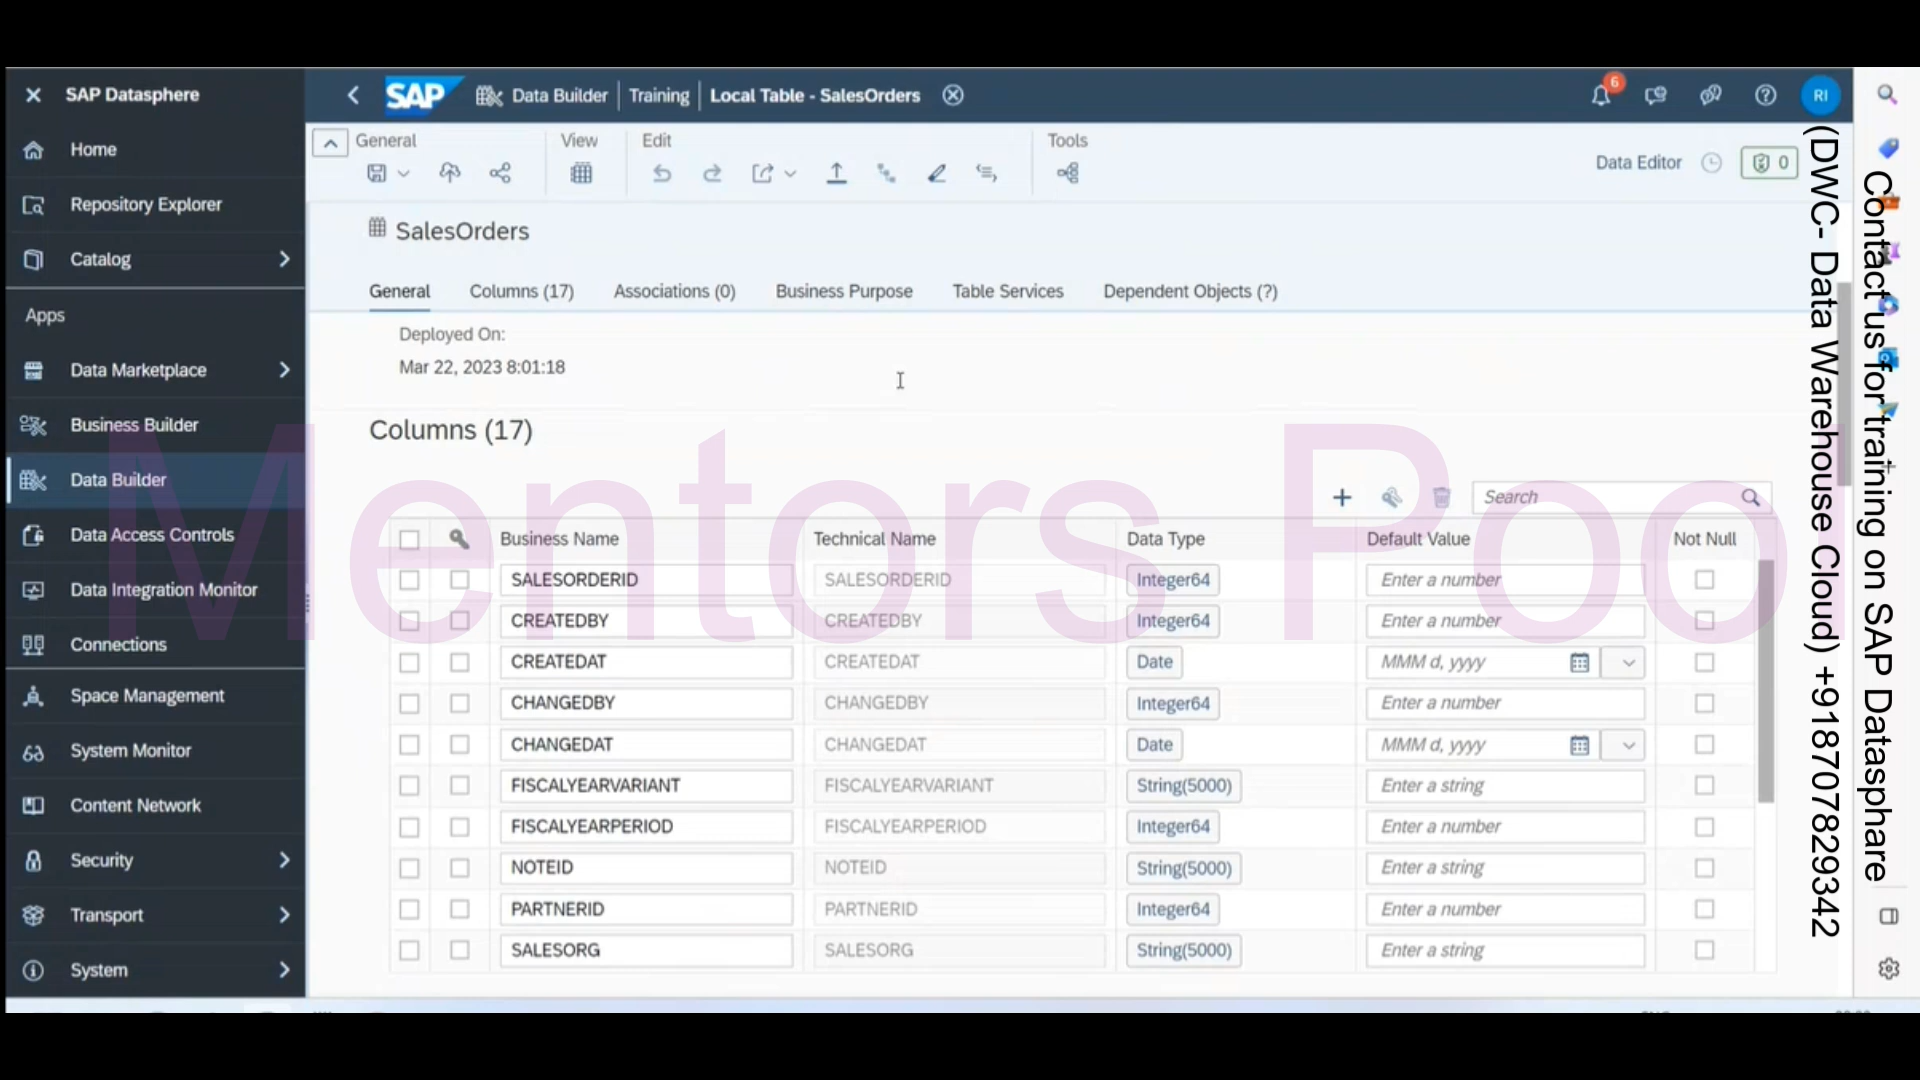 SAP Datasphere
SAP Data Builder Training Local Table - SalesOrders
6
RI
Home
Repository Explorer
Catalog
Apps
Data Marketplace
Business Builder
Data Builder
Data Access Controls
Data Integration Monitor
Connections
Space Management
System Monitor
Content Network
Security
Transport
System
General View Edit Tools
Data Editor 0
SalesOrders
General Columns (17) Associations (0) Business Purpose Table Services Dependent Objects (?)
Deployed On:
Mar 22, 2023 8:01:18
Columns (17)
Search
Business Name Technical Name Data Type Default Value Not Null
SALESORDERID SALESORDERID Integer64 Enter a number
CREATEDBY CREATEDBY Integer64 Enter a number
CREATEDAT CREATEDAT Date MMM d, yyyy
CHANGEDBY CHANGEDBY Integer64 Enter a number
CHANGEDAT CHANGEDAT Date MMM d, yyyy
FISCALYEARVARIANT FISCALYEARVARIANT String(5000) Enter a string
FISCALYEARPERIOD FISCALYEARPERIOD Integer64 Enter a number
NOTEID NOTEID String(5000) Enter a string
PARTNERID PARTNERID Integer64 Enter a number
SALESORG SALESORG String(5000) Enter a string
Mentors Pool
Contact us for training on SAP Datasphare
(DWC- Data Warehouse Cloud) +918707829342